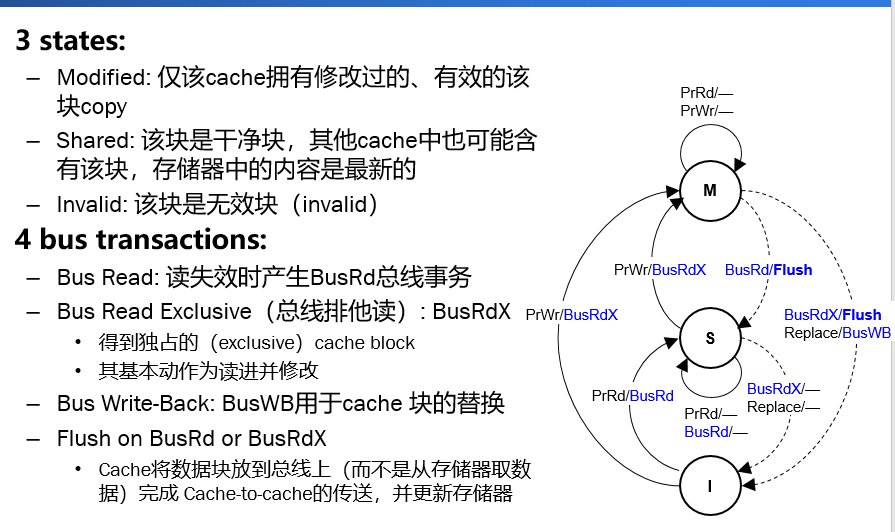 3 states:
– Modified: 仅该cache拥有修改过的、有效的该
块copy
– Shared: 该块是干净块，其他cache中也可能含
有该块，存储器中的内容是最新的
– Invalid: 该块是无效块（invalid）
4 bus transactions:
– Bus Read: 读失效时产生BusRd总线事务
– Bus Read Exclusive（总线排他读）: BusRdX
• 得到独占的（exclusive）cache block
• 其基本动作为读进并修改
– Bus Write-Back: BusWB用于cache 块的替换
– Flush on BusRd or BusRdX
• Cache将数据块放到总线上（而不是从存储器取数
据）完成 Cache-to-cache的传送，并更新存储器
PrRd/—
PrWr/—
M
PrWr/BusRdX
BusRd/Flush
PrWr/BusRdX
BusRdX/Flush
Replace/BusWB
S
PrRd/BusRd
PrRd/—
BusRd/—
BusRdX/—
Replace/—
I